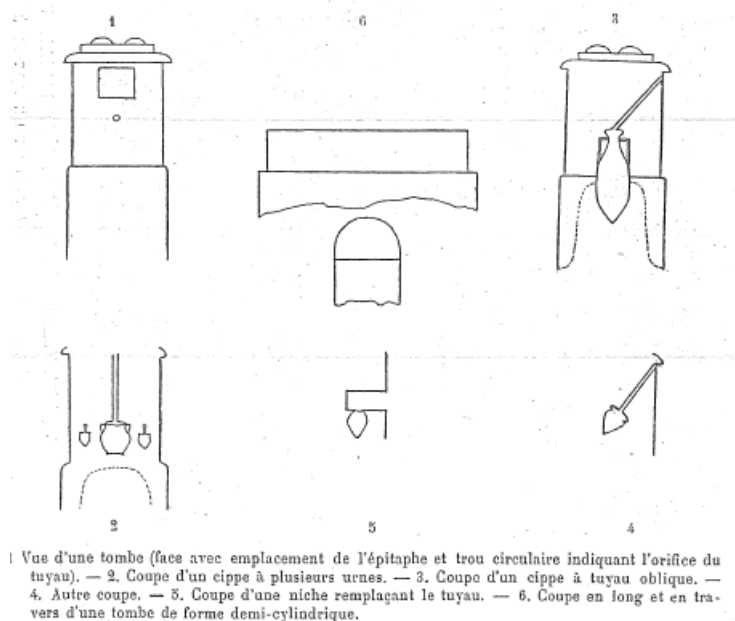 1
6
3
2
5
4
1 Vue d'une tombe (face avec emplacement de l'épitaphe et trou circulaire indiquant l'orifice du
tuyau). — 2. Coupe d'un cippe à plusieurs urnes. — 3. Coupe d'un cippe à tuyau oblique. —
4. Autre coupe. — 5. Coupe d'une niche remplaçant le tuyau. — 6. Coupe en long et en tra-
vers d'une tombe de forme demi-cylindrique.